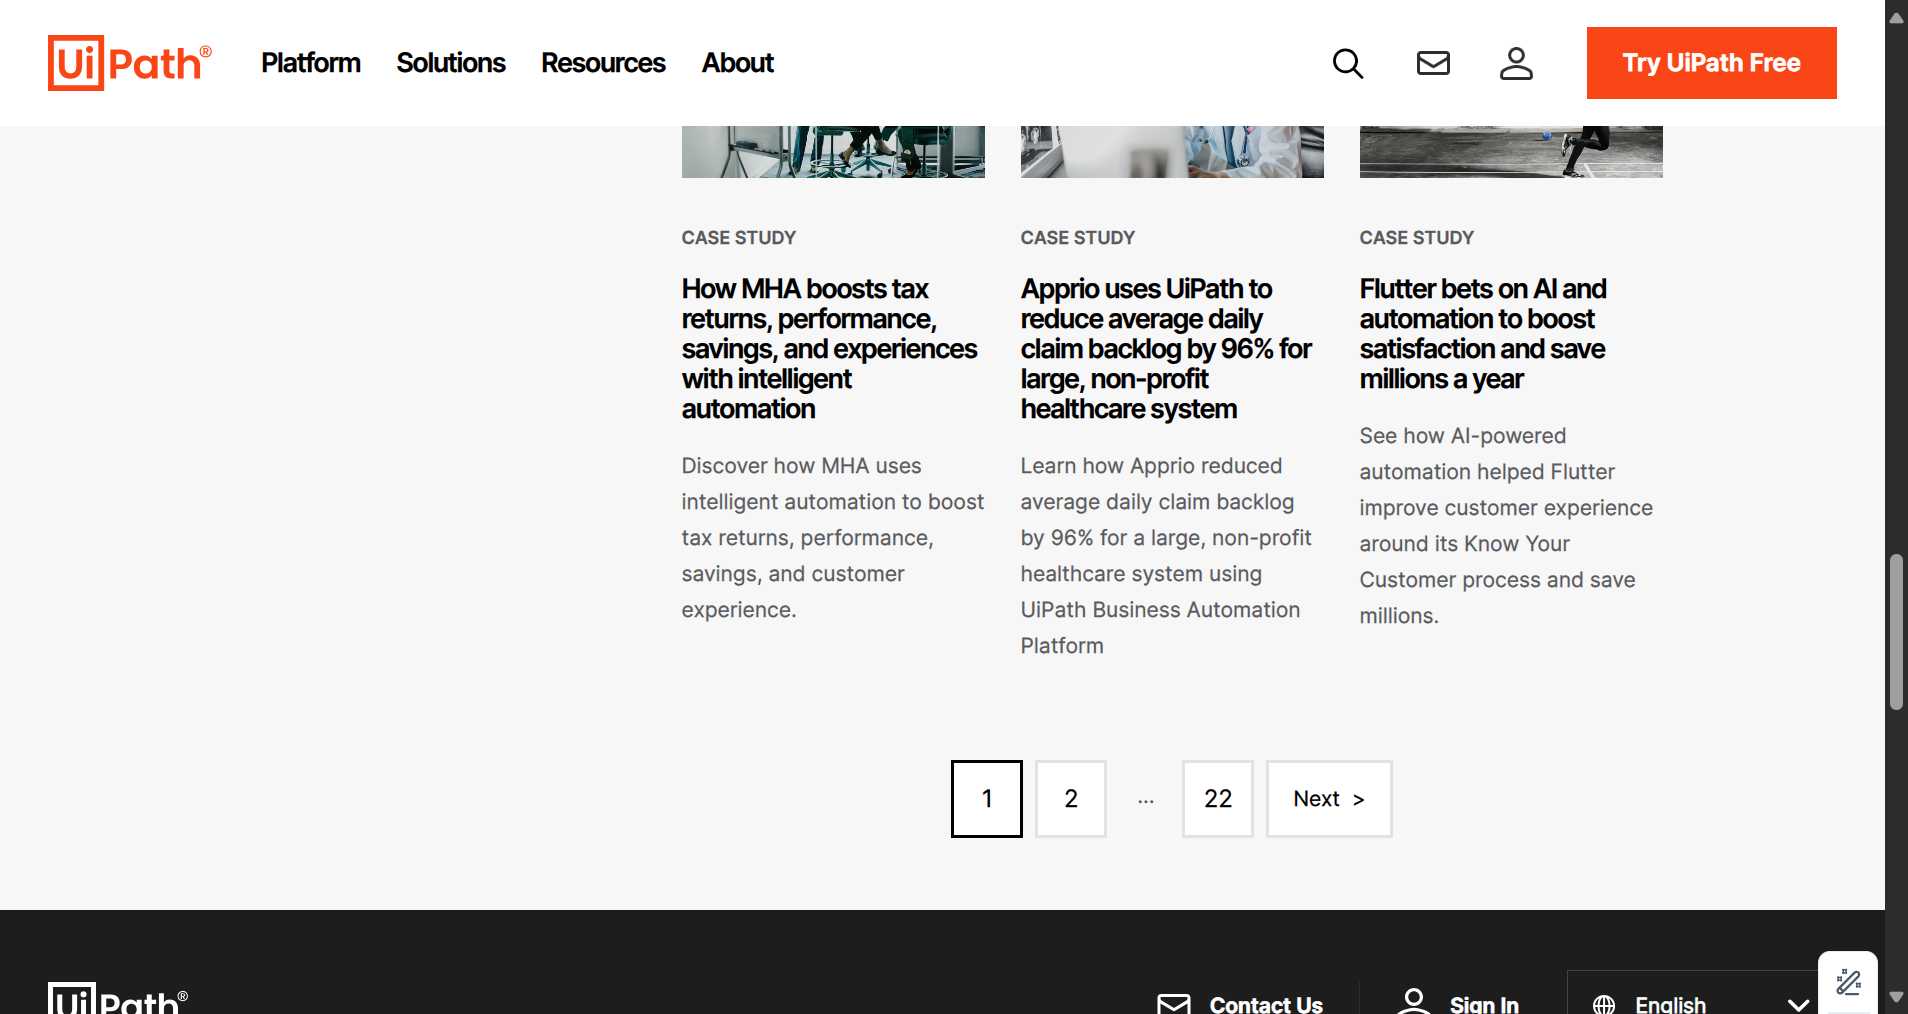 UiPath®
Platform
Solutions
Resources
About
Try UiPath Free
CASE STUDY
How MHA boosts tax
returns, performance,
savings, and experiences
with intelligent
automation
Discover how MHA uses
intelligent automation to boost
tax returns, performance,
savings, and customer
experience.
CASE STUDY
Apprio uses UiPath to
reduce average daily
claim backlog by 96% for
large, non-profit
healthcare system
Learn how Apprio reduced
average daily claim backlog
by 96% for a large, non-profit
healthcare system using
UiPath Business Automation
Platform
CASE STUDY
Flutter bets on AI and
automation to boost
satisfaction and save
millions a year
See how AI-powered
automation helped Flutter
improve customer experience
around its Know Your
Customer process and save
millions.
1
2
...
22
Next >
UiPath®
Contact Us
Sign In
English